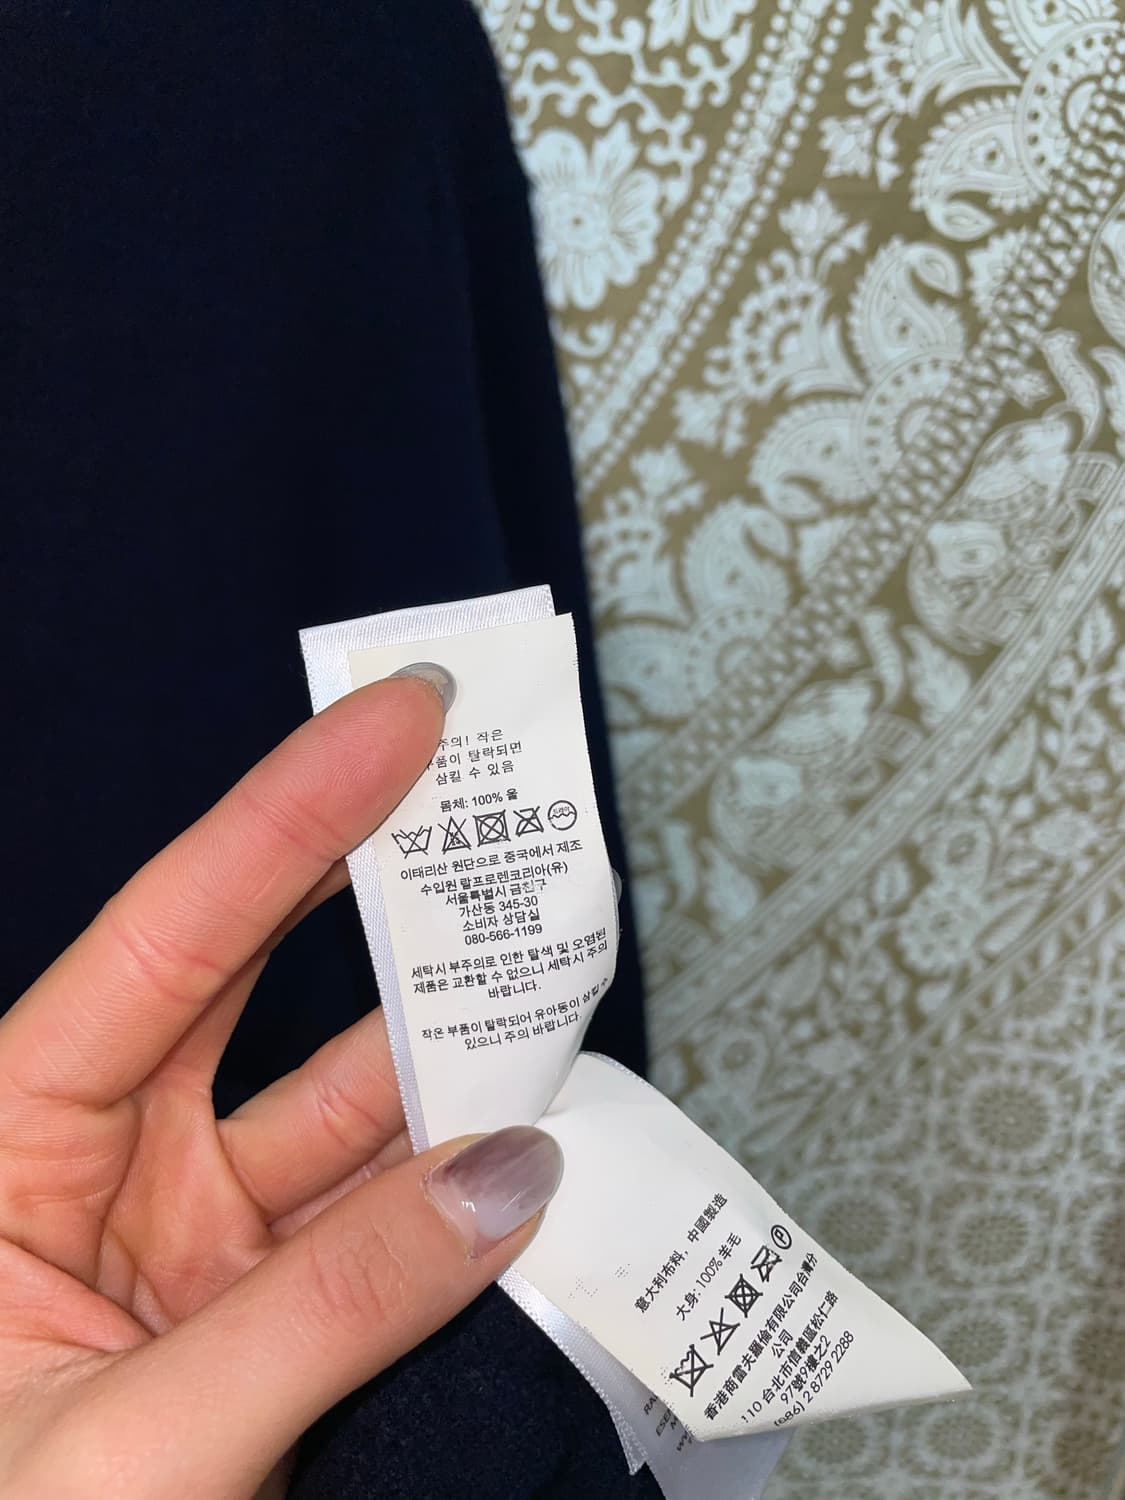 주의! 작은
부품이 탈락되면
삼킬 수 있음
몸체: 100% 울
드라이
이태리산 원단으로 중국에서 제조
수입원 랄프로렌코리아(유)
서울특별시 금천구
가산동 345-30
소비자 상담실
080-566-1199
세탁시 부주의로 인한 탈색 및 오염된
제품은 교환할 수 없으니 세탁시 주의
바랍니다.
작은 부품이 탈락되어 유아동이 삼킬 수
있으니 주의 바랍니다.
意大利布料，中國製造
大身: 100% 羊毛
P
香港商雷夫羅倫有限公司台灣分
公司
110 台北市信義區松仁路
97號9樓之2
(886) 2 8729 2288